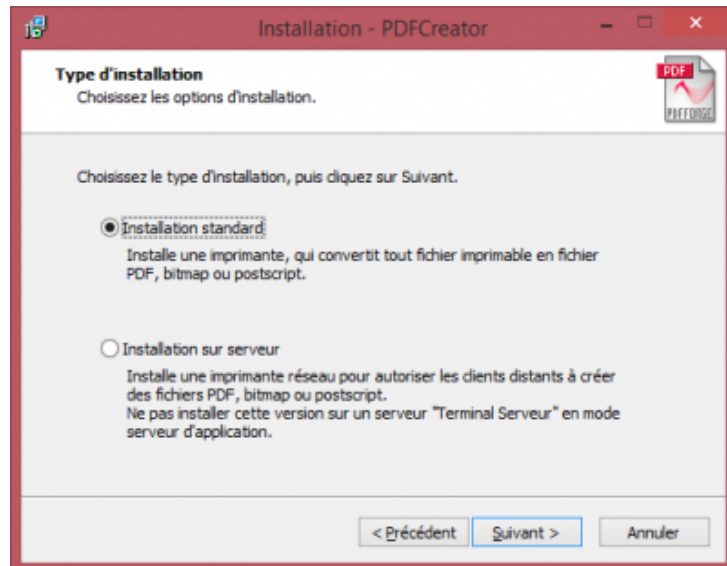 Installation - PDFCreator
Type d'installation
Choisissez les options d'installation.
PDF
PDFFORGE
Choisissez le type d'installation, puis cliquez sur Suivant.
Installation standard
Installe une imprimante, qui convertit tout fichier imprimable en fichier
PDF, bitmap ou postscript.
Installation sur serveur
Installe une imprimante réseau pour autoriser les clients distants à créer
des fichiers PDF, bitmap ou postscript.
Ne pas installer cette version sur un serveur "Terminal Serveur" en mode
serveur d'application.
< Précédent Suivant > Annuler